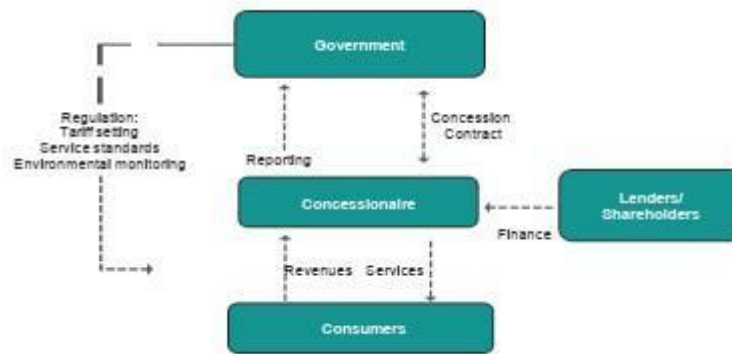 Government
Regulation:
Tariff setting
Service standards
Environmental monitoring
Concession
Contract
Reporting
Concessionaire
Lenders/
Shareholders
Finance
Revenues Services
Consumers